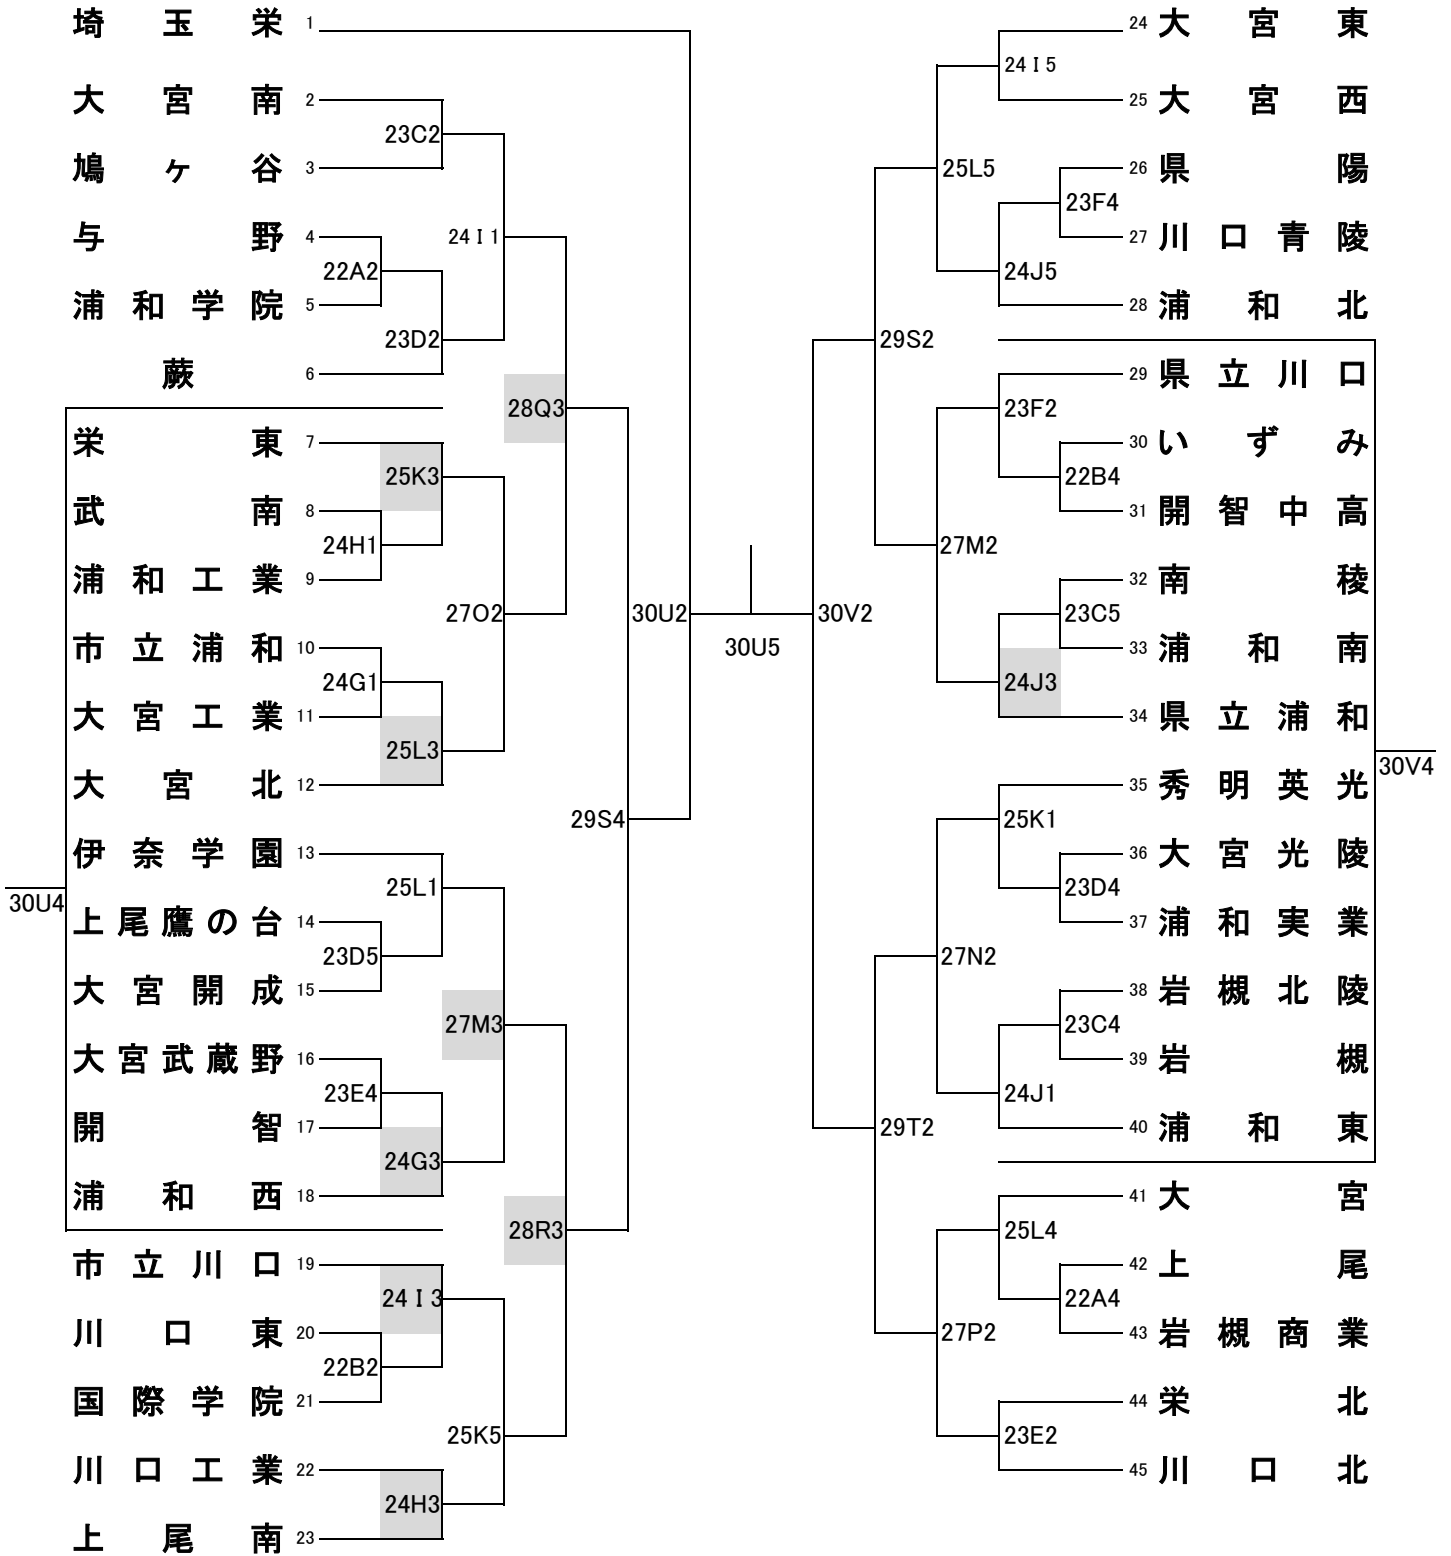 埼玉栄 1
大宮南 2
23C2
鳩ヶ谷 3
与野 4
24 I 1
22A2
浦和学院 5
23D2
蕨 6
28Q3
栄東 7
25K3
武南 8
24H1
浦和工業 9
27O2
30U2
市立浦和 10
24G1
大宮工業 11
25L3
大宮北 12
29S4
伊奈学園 13
25L1
30U4
上尾鷹の台 14
23D5
大宮開成 15
27M3
大宮武蔵野 16
23E4
開智 17
24G3
浦和西 18
28R3
市立川口 19
24 I 3
川口東 20
22B2
国際学院 21
25K5
川口工業 22
24H3
上尾南 23
30U5
24 大宮東
24 I 5
25 大宮西
25L5
26 県陽
23F4
27 川口青陵
24J5
28 浦和北
29S2
29 県立川口
23F2
30 いずみ
22B4
31 開智中高
27M2
32 南稜
30V2
23C5
33 浦和南
24J3
34 県立浦和
30V4
35 秀明英光
25K1
36 大宮光陵
23D4
37 浦和実業
27N2
38 岩槻北陵
23C4
39 岩槻
24J1
40 浦和東
29T2
41 大宮
25L4
42 上尾
22A4
43 岩槻商業
27P2
44 栄北
23E2
45 川口北